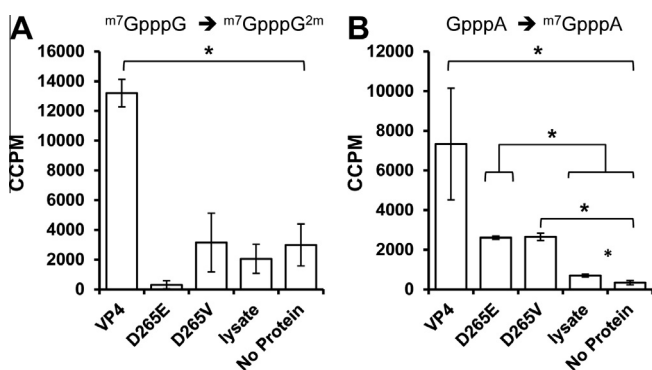 A
m7GpppG → m7GpppG2m
*
CCPM
16000
14000
12000
10000
8000
6000
4000
2000
0
VP4
D265E
D265V
lysate
No Protein
B
GpppA → m7GpppA
*
*
*
*
CCPM
12000
10000
8000
6000
4000
2000
0
VP4
D265E
D265V
lysate
No Protein